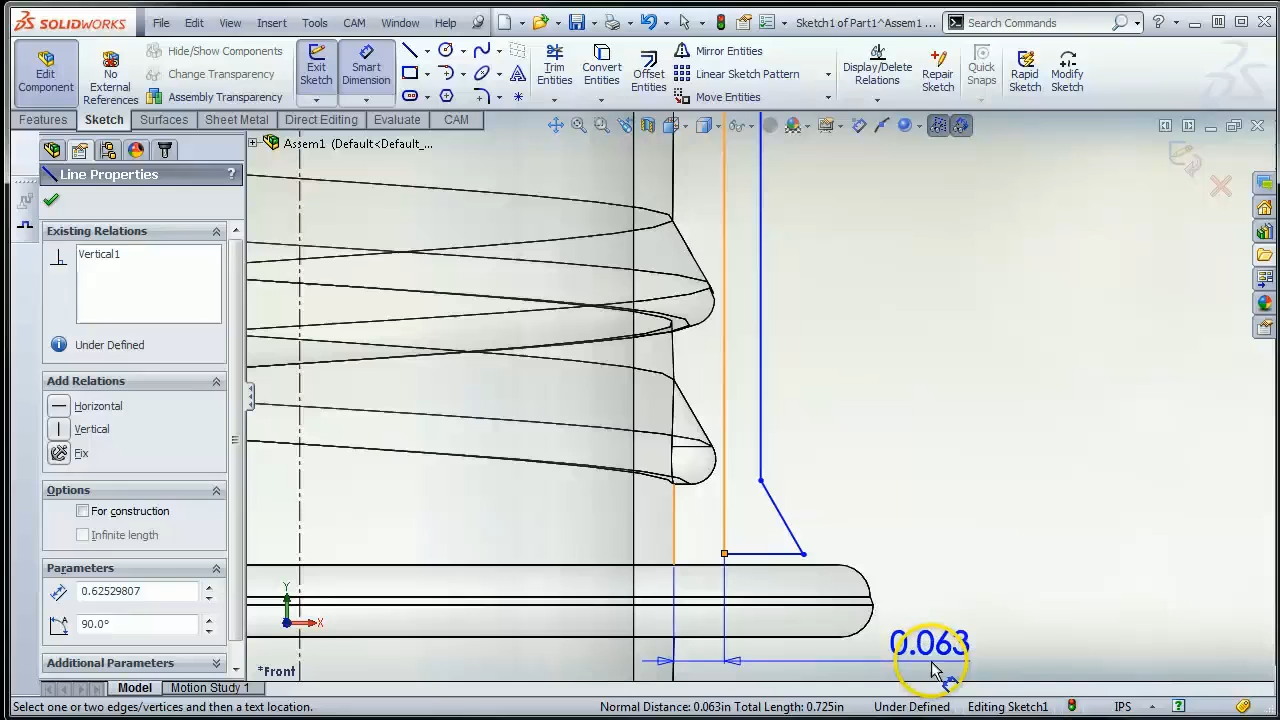 SOLIDWORKS File Edit View Insert Tools CAM Window Help Sketch1 of Part1^Assem1 ... Search Commands
Edit Component
No External References
Hide/Show Components
Change Transparency
Assembly Transparency
Exit Sketch
Smart Dimension
Trim Entities
Convert Entities
Offset Entities
Mirror Entities
Linear Sketch Pattern
Move Entities
Display/Delete Relations
Repair Sketch
Quick Snaps
Rapid Sketch
Modify Sketch
Features Sketch Surfaces Sheet Metal Direct Editing Evaluate CAM
Assem1 (Default<Default_...
Line Properties ?
Existing Relations
Vertical1
Under Defined
Add Relations
Horizontal
Vertical
Fix
Options
For construction
Infinite length
Parameters
0.62529807
90.0°
Additional Parameters
Y
X
*Front
0.063
Model Motion Study 1
Select one or two edges/vertices and then a text location. Normal Distance: 0.063in Total Length: 0.725in Under Defined Editing Sketch1 IPS